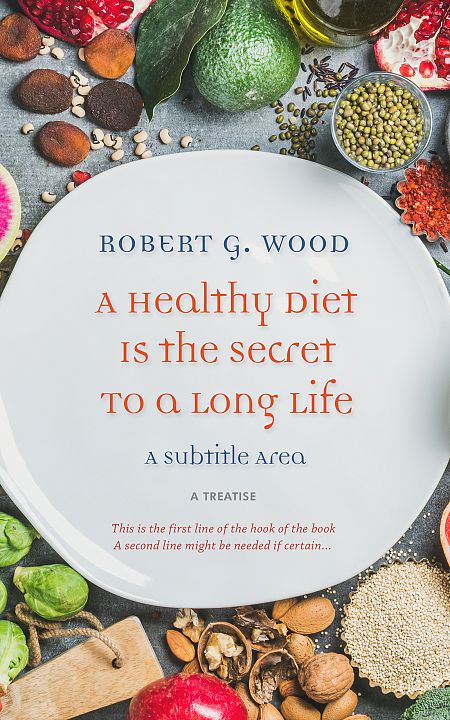 ROBERT G. WOOD
A Healthy Diet
Is the Secret
To a Long Life
A Subtitle Area
A TREATISE
This is the first line of the hook of the book
A second line might be needed if certain...